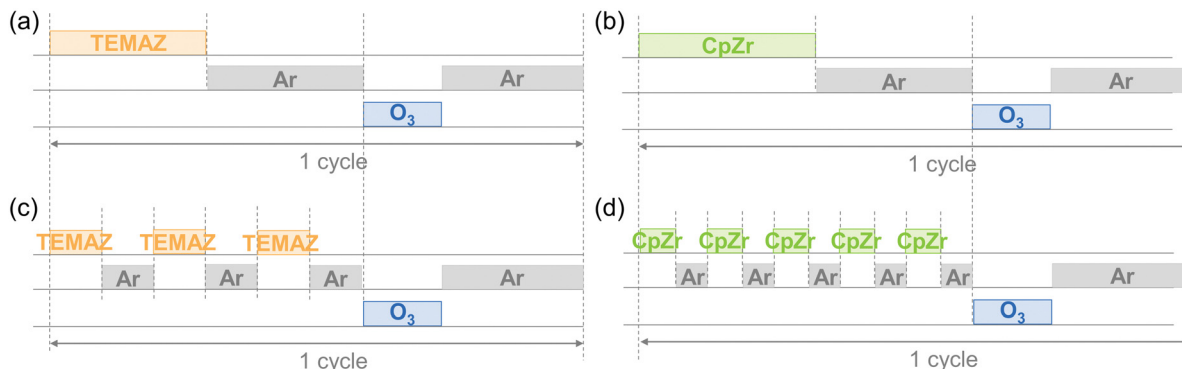 (a)
TEMAZ
Ar
Ar
O₃
1 cycle
(b)
CpZr
Ar
Ar
O₃
1 cycle
(c)
TEMAZ TEMAZ TEMAZ
Ar Ar Ar Ar
O₃
1 cycle
(d)
CpZr CpZr CpZr CpZr CpZr
Ar Ar Ar Ar Ar Ar
O₃
1 cycle